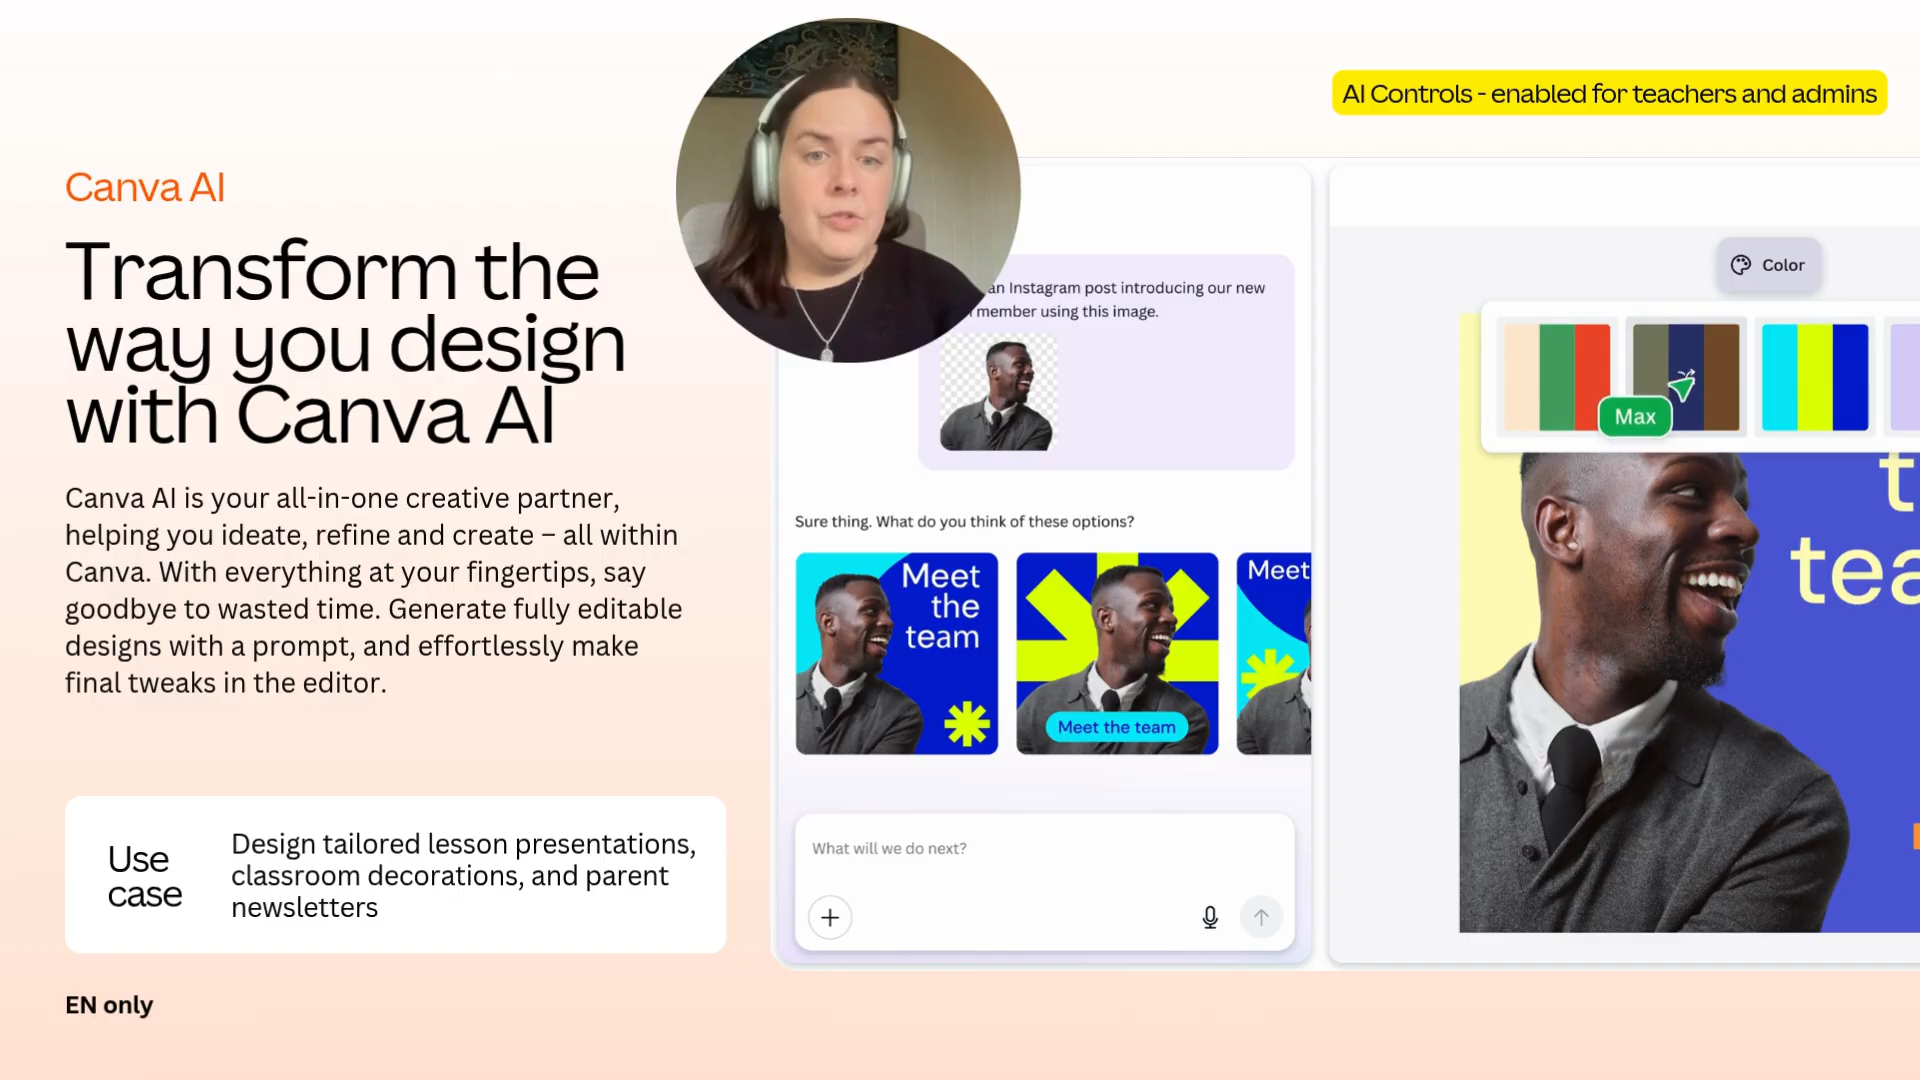 AI Controls - enabled for teachers and admins
Canva AI
Transform the
way you design
with Canva AI
Canva AI is your all-in-one creative partner,
helping you ideate, refine and create – all within
Canva. With everything at your fingertips, say
goodbye to wasted time. Generate fully editable
designs with a prompt, and effortlessly make
final tweaks in the editor.
Use
case
Design tailored lesson presentations,
classroom decorations, and parent
newsletters
EN only
an Instagram post introducing our new
member using this image.
Sure thing. What do you think of these options?
Meet
the
team
Meet the team
Meet
What will we do next?
Color
Max